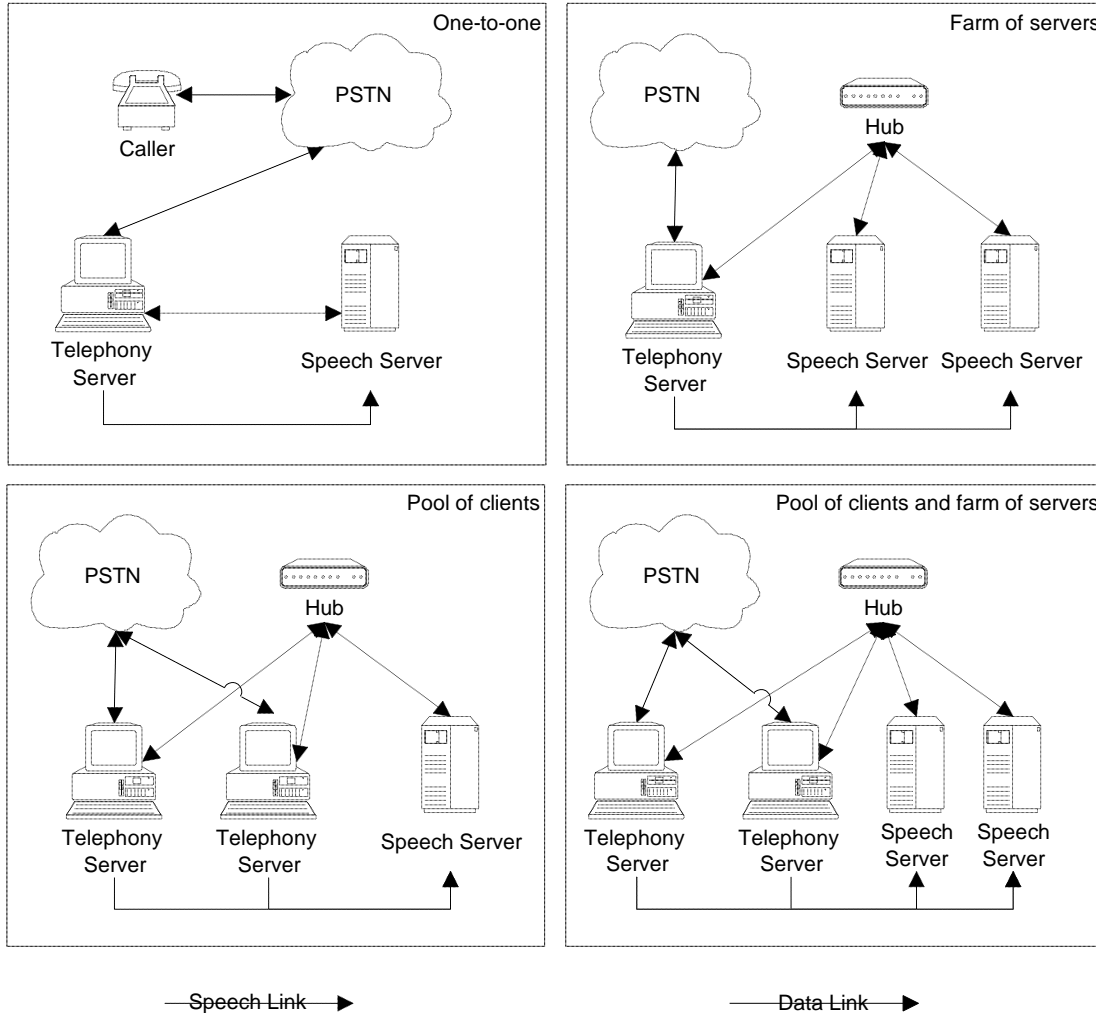 One-to-one
PSTN
Caller
Telephony
Server
Speech Server
Farm of servers
PSTN
Hub
Telephony
Server
Speech Server
Speech Server
Pool of clients
PSTN
Hub
Telephony
Server
Telephony
Server
Speech Server
Pool of clients and farm of servers
PSTN
Hub
Telephony
Server
Telephony
Server
Speech
Server
Speech
Server
Speech Link
Data Link